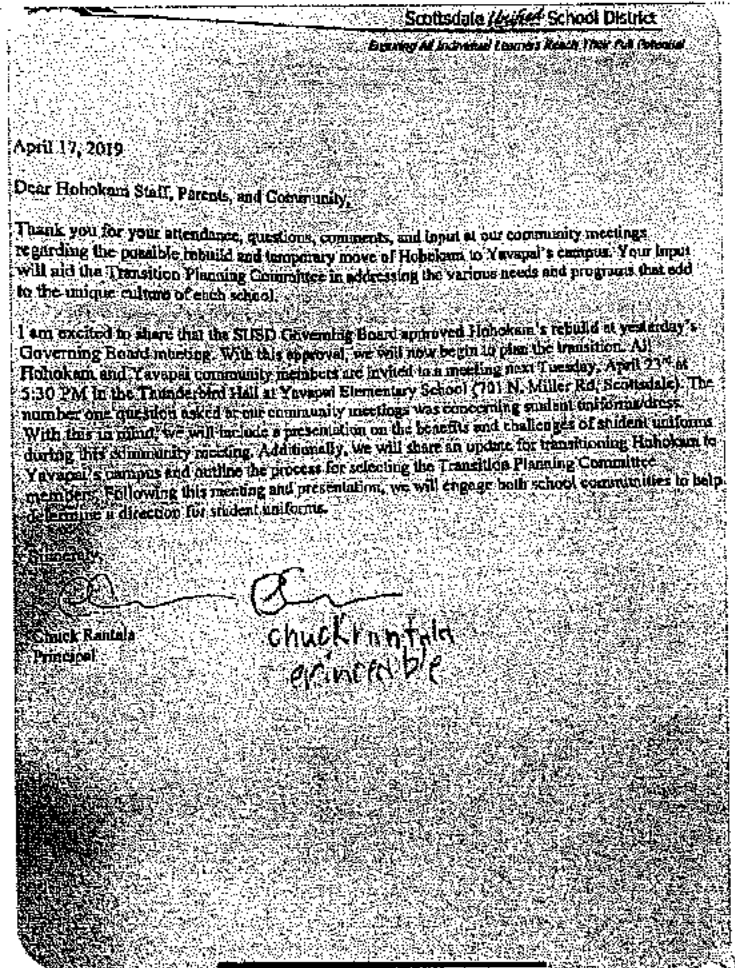 Scottsdale Unified School District
Ensuring All Individual Learners Reach Their Full Potential
April 17, 2019
Dear Hohokam Staff, Parents, and Community,
Thank you for your attendance, questions, comments, and input at our community meetings
regarding the possible rebuild and temporary move of Hohokam to Yavapai's campus. Your input
will aid the Transition Planning Committee in addressing the various needs and programs that add
to the unique culture of each school.
I am excited to share that the SUSD Governing Board approved Hohokam's rebuild at yesterday's
Governing Board meeting. With this approval, we will now begin to plan the transition. All
Hohokam and Yavapai community members are invited to a meeting next Tuesday, April 23rd at
5:30 PM in the Thunderbird Hall at Yavapai Elementary School (701 N. Miller Rd, Scottsdale). The
number one question asked at our community meetings was concerning student uniforms/dress.
With this in mind, we will include a presentation on the benefits and challenges of student uniforms
during this community meeting. Additionally, we will share an update for transitioning Hohokam to
Yavapai's campus and outline the process for selecting the Transition Planning Committee
members. Following this meeting and presentation, we will engage both school communities to help
determine a direction for student uniforms.
Sincerely,
Chuck Rantala
Principal
chuck rantala